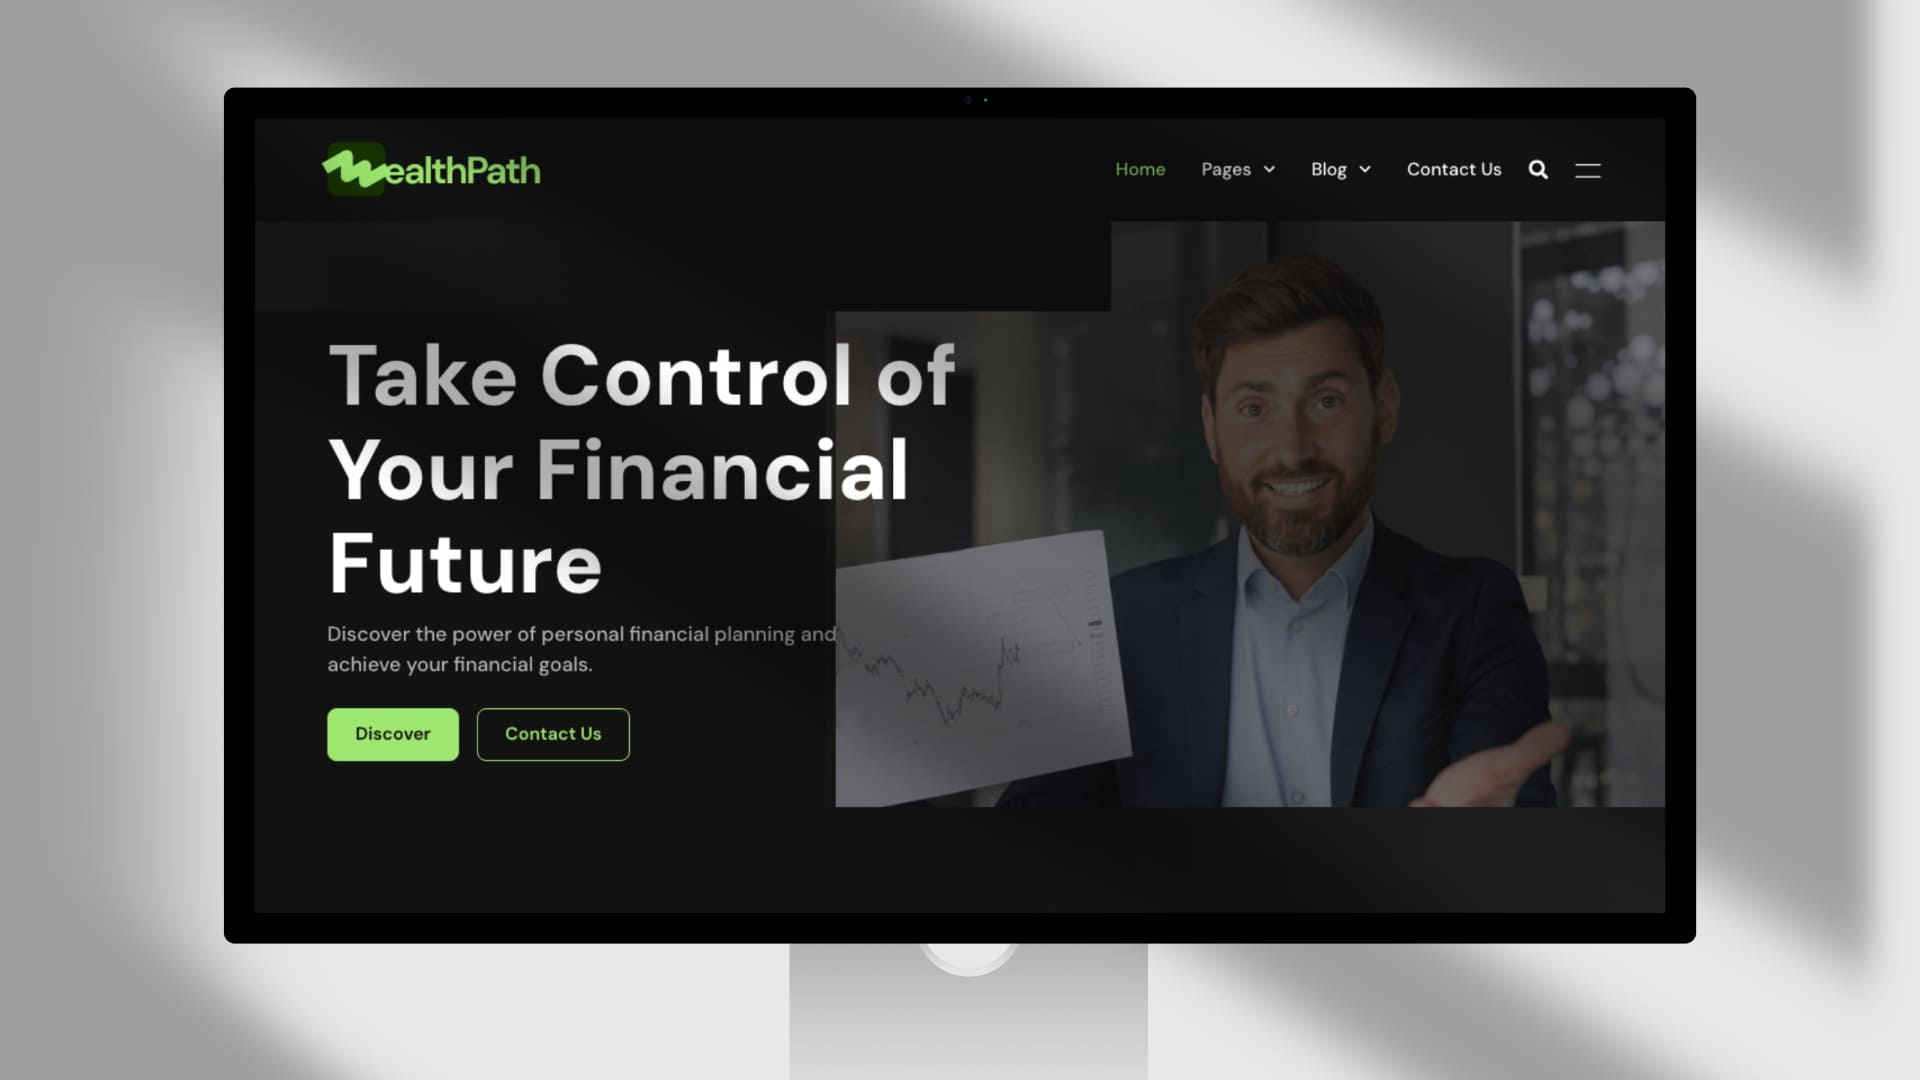 WealthPath
Home
Pages
Blog
Contact Us
Take Control of
Your Financial
Future
Discover the power of personal financial planning and
achieve your financial goals.
Discover
Contact Us